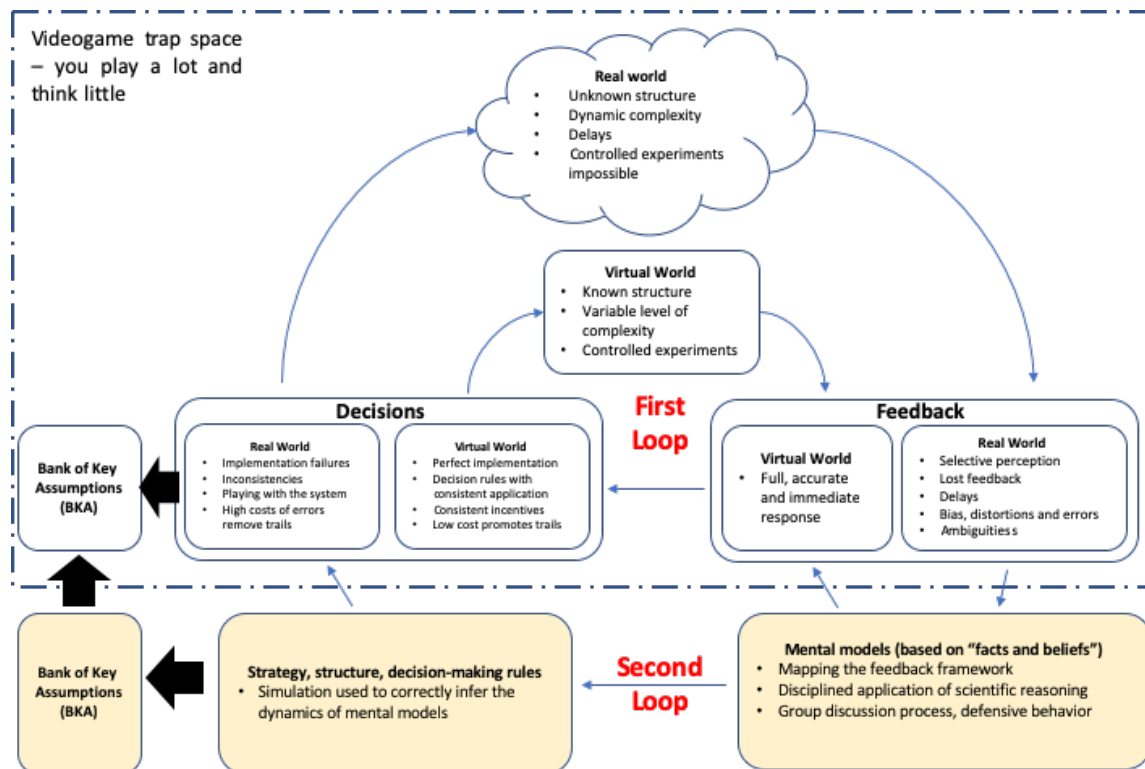 Videogame trap space
– you play a lot and
think little
Real world
• Unknown structure
• Dynamic complexity
• Delays
• Controlled experiments
impossible
Virtual World
• Known structure
• Variable level of
complexity
• Controlled experiments
Decisions
Real World
• Implementation failures
• Inconsistencies
• Playing with the system
• High costs of errors
remove trails
Virtual World
• Perfect implementation
• Decision rules with
consistent application
• Consistent incentives
• Low cost promotes trails
First
Loop
Feedback
Virtual World
• Full, accurate
and immediate
response
Real World
• Selective perception
• Lost feedback
• Delays
• Bias, distortions and errors
• Ambiguitiess
Bank of Key
Assumptions
(BKA)
Bank of Key
Assumptions
(BKA)
Strategy, structure, decision-making rules
• Simulation used to correctly infer the
dynamics of mental models
Second
Loop
Mental models (based on “facts and beliefs”)
• Mapping the feedback framework
• Disciplined application of scientific reasoning
• Group discussion process, defensive behavior